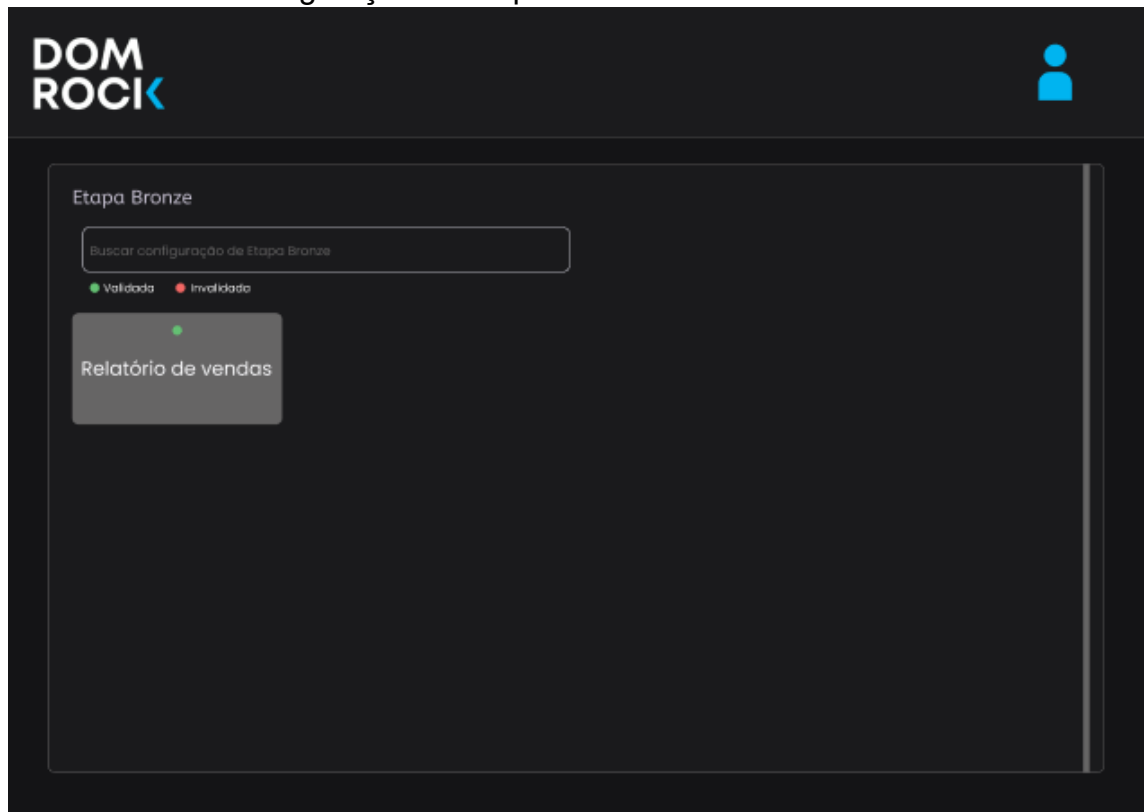 DOM
ROCK
Etapa Bronze
Buscar configuração de Etapa Bronze
Validada Invalidada
Relatório de vendas